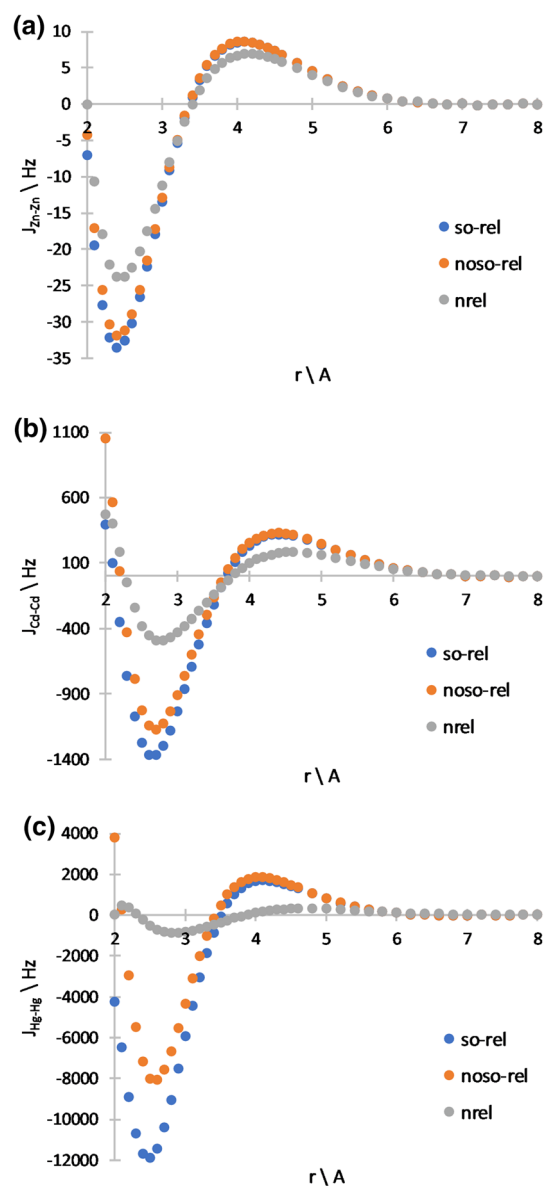 (a)
10
5
0
2 3 4 5 6 7 8
-5
-10
-15
-20
-25
-30
-35
J Zn-Zn \ Hz
so-rel
noso-rel
nrel
r \ A
(b)
1100
600
100
2 3 4 5 6 7 8
-400
-900
-1400
J Cd-Cd \ Hz
so-rel
noso-rel
nrel
r \ A
(c)
4000
2000
0
2 3 4 5 6 7 8
-2000
-4000
-6000
-8000
-10000
-12000
J Hg-Hg \ Hz
so-rel
noso-rel
nrel
r \ A